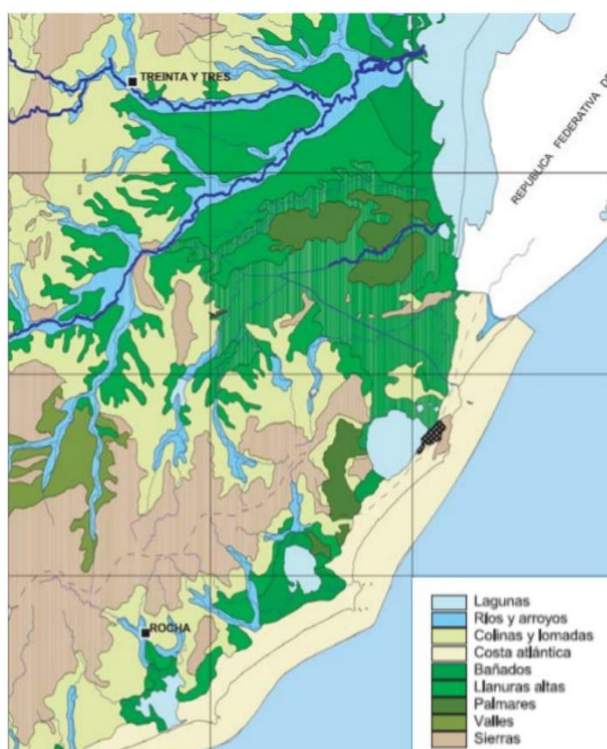 TREINTA Y TRES
REPUBLICA FEDERATIVA D
ROCHA
Lagunas
Ríos y arroyos
Colinas y lomadas
Costa atlántica
Bañados
Llanuras altas
Palmares
Valles
Sierras